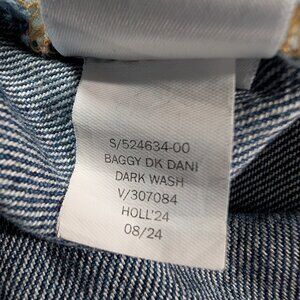 S/524634-00
BAGGY DK DANI
DARK WASH
V/307084
HOLL'24
08/24